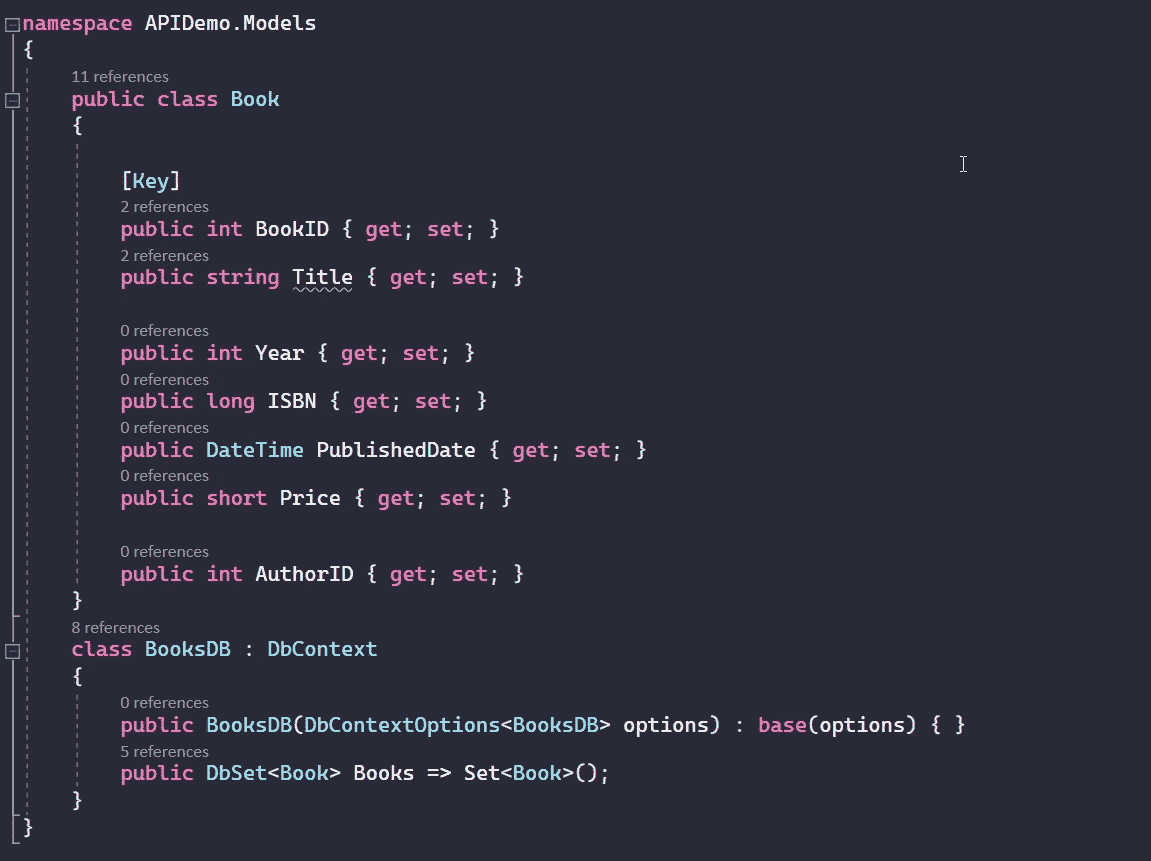 namespace APIDemo.Models
{
11 references
public class Book
{
[Key]
2 references
public int BookID { get; set; }
2 references
public string Title { get; set; }
0 references
public int Year { get; set; }
0 references
public long ISBN { get; set; }
0 references
public DateTime PublishedDate { get; set; }
0 references
public short Price { get; set; }
0 references
public int AuthorID { get; set; }
}
8 references
class BooksDB : DbContext
{
0 references
public BooksDB(DbContextOptions<BooksDB> options) : base(options) { }
5 references
public DbSet<Book> Books => Set<Book>();
}
}